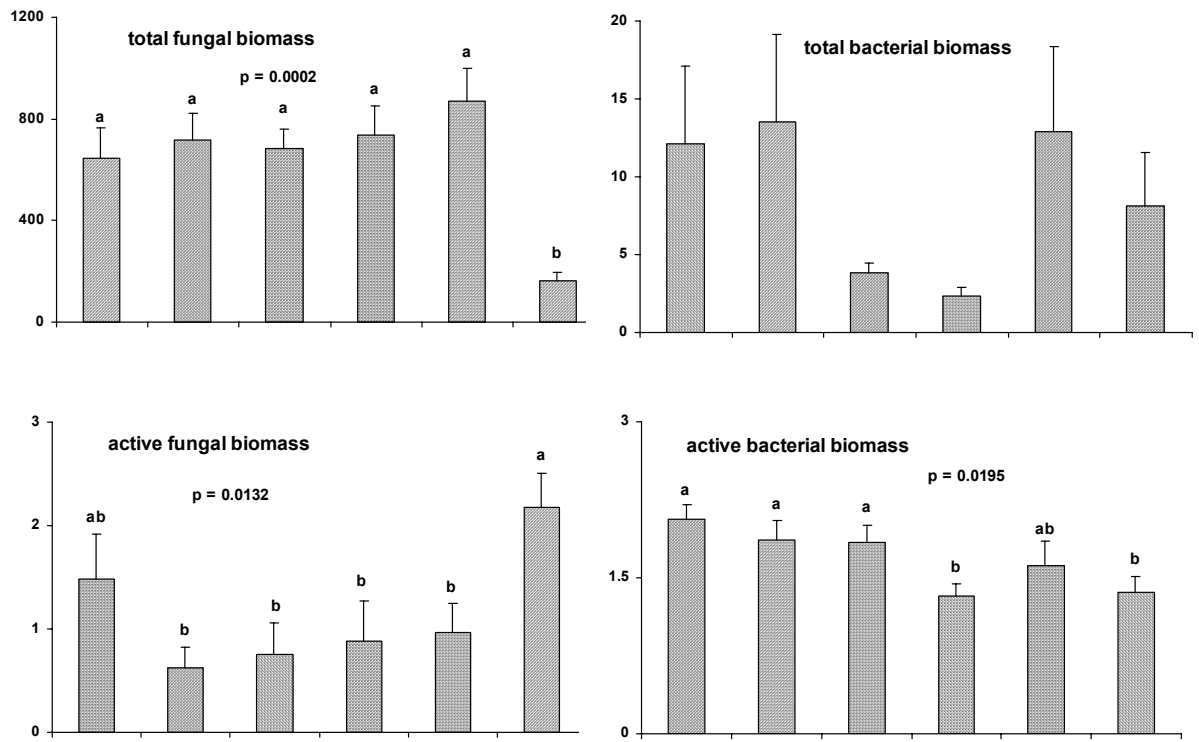 1200
total fungal biomass
p = 0.0002
a
a
a
a
a
b
800
400
0
20
total bacterial biomass
15
10
5
0
3
active fungal biomass
p = 0.0132
ab
b
b
b
b
a
2
1
0
3
active bacterial biomass
p = 0.0195
a
a
a
b
ab
b
1.5
0